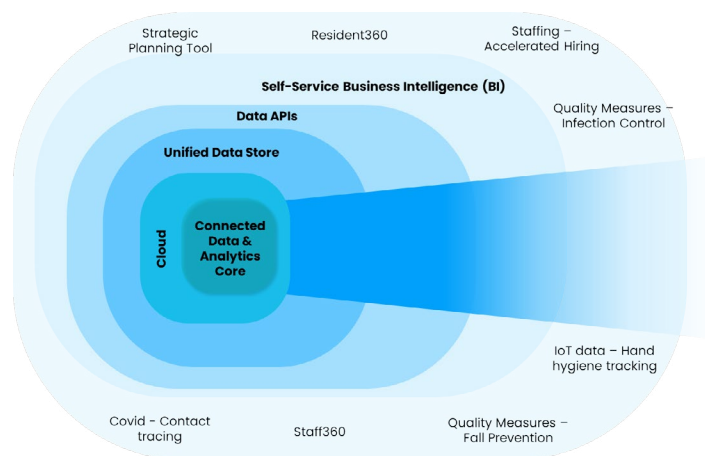 Strategic
Planning Tool
Resident360
Staffing –
Accelerated Hiring
Self-Service Business Intelligence (BI)
Quality Measures –
Infection Control
Data APIs
Unified Data Store
Cloud
Connected
Data &
Analytics
Core
IoT data – Hand
hygiene tracking
Covid - Contact
tracing
Staff360
Quality Measures –
Fall Prevention